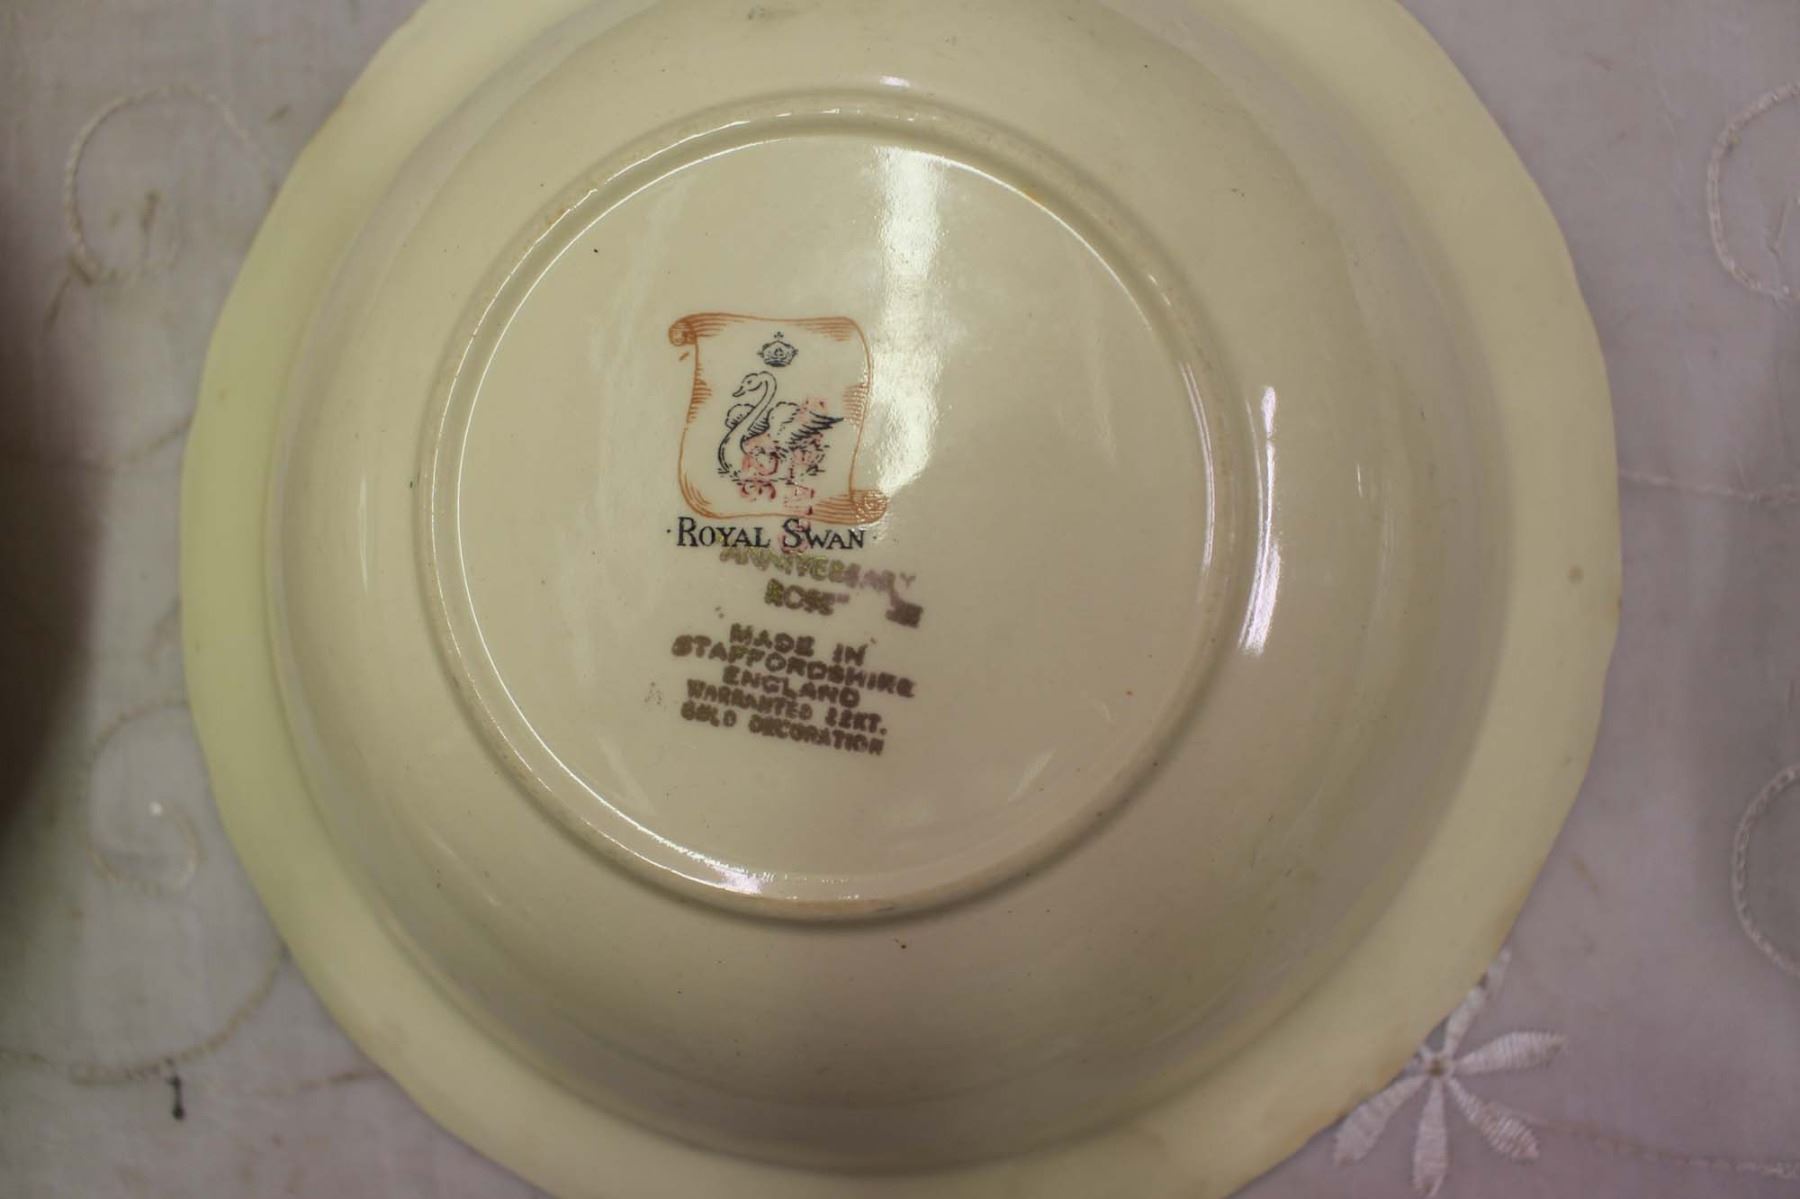 ROYAL SWAN
ANNIVERSARY
ROSE
MADE IN
STAFFORDSHIRE
ENGLAND
WARRANTED 22KT.
GOLD DECORATION